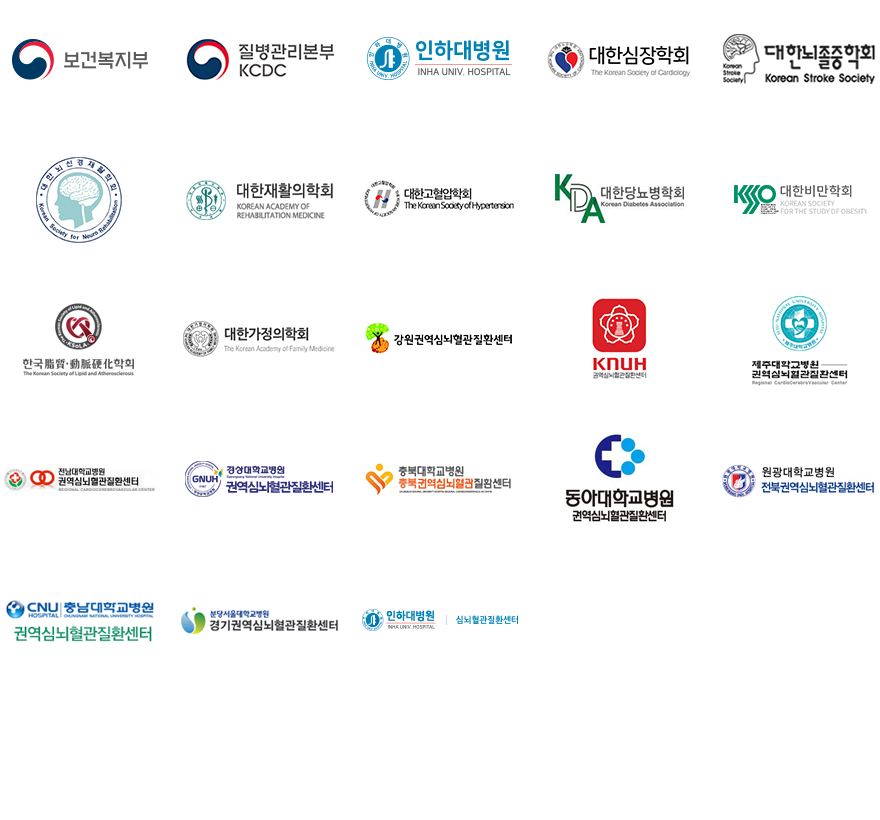 보건복지부
질병관리본부
KCDC
인하대병원
INHA UNIV. HOSPITAL
대한심장학회
The Korean Society of Cardiology
Korean
Stroke
Society
대한뇌졸중학회
Korean Stroke Society
대한뇌신경재활학회
Korean Society for Neuro Rehabilitation
대한재활의학회
KOREAN ACADEMY OF
REHABILITATION MEDICINE
대한고혈압학회
The Korean Society of Hypertension
KDA
대한당뇨병학회
Korean Diabetes Association
KSSO
대한비만학회
KOREAN SOCIETY
FOR THE STUDY OF OBESITY
한국脂質·動脈硬化학회
The Korean Society of Lipid and Atherosclerosis
대한가정의학회
The Korean Academy of Family Medicine
강원권역심뇌혈관질환센터
KNUH
권역심뇌혈관질환센터
제주대학교병원
권역심뇌혈관질환센터
Regional CardioCerebroVascular Center
전남대학교병원
권역심뇌혈관질환센터
REGIONAL CARDIOCEREBROVASCULAR CENTER
GNUH
경상대학교병원
Gyeongsang National University Hospital
권역심뇌혈관질환센터
충북대학교병원
충북권역심뇌혈관질환센터
동아대학교병원
권역심뇌혈관질환센터
원광대학교병원
전북권역심뇌혈관질환센터
CNU
HOSPITAL
충남대학교병원
CHUNGNAM NATIONAL UNIVERSITY HOSPITAL
권역심뇌혈관질환센터
분당서울대학교병원
경기권역심뇌혈관질환센터
인하대병원
INHA UNIV. HOSPITAL
심뇌혈관질환센터